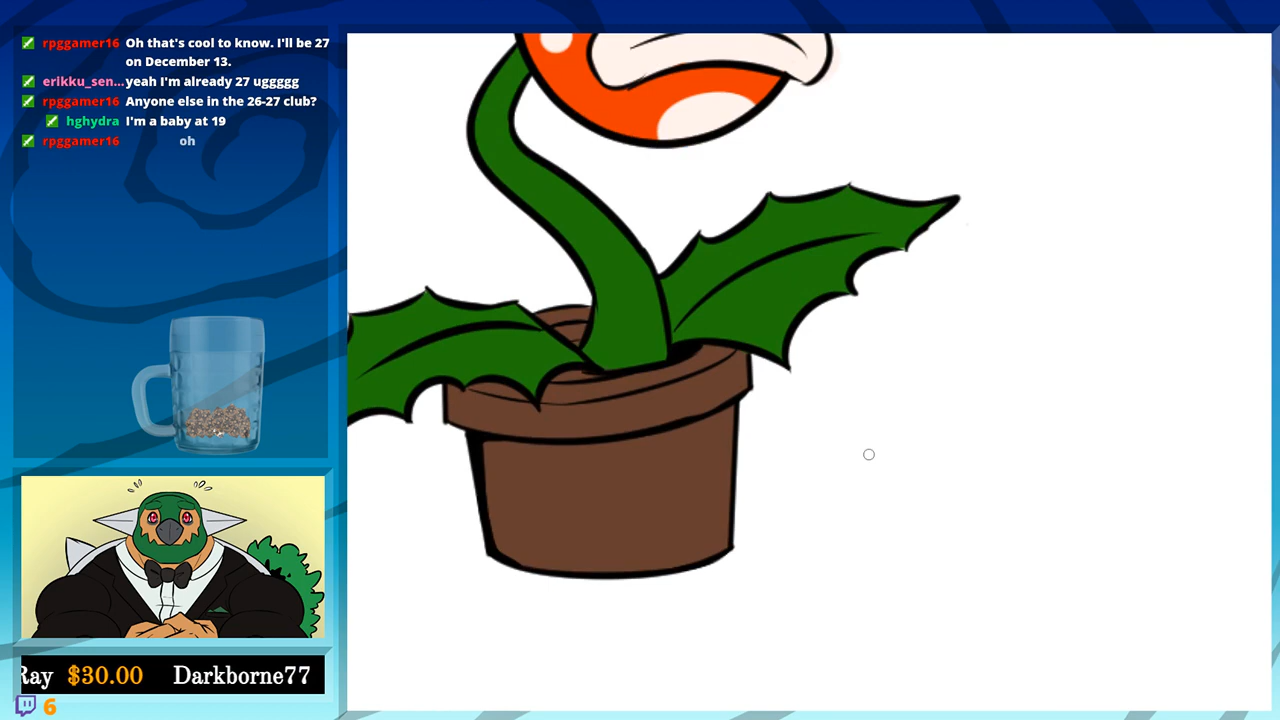 rpggamer16 Oh that's cool to know. I'll be 27
on December 13.
erikku_sen... yeah I'm already 27 uggggg
rpggamer16 Anyone else in the 26-27 club?
hghydra I'm a baby at 19
rpggamer16 oh
Ray $30.00 Darkborne77
6